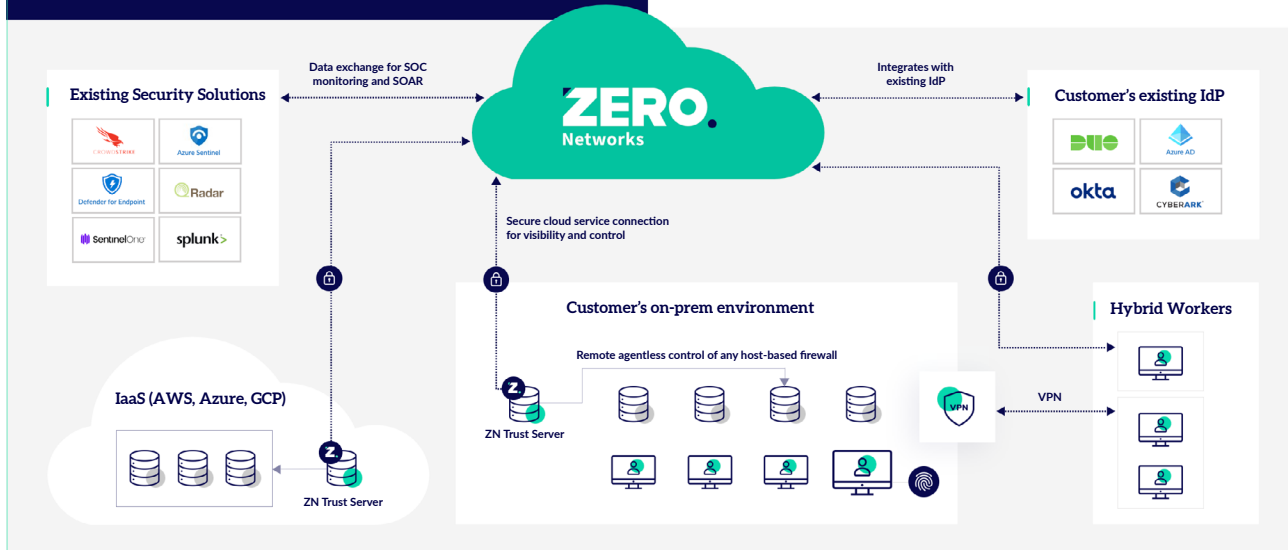 Data exchange for SOC
monitoring and SOAR
ZERO.
Networks
Integrates with
existing IdP
Existing Security Solutions
CROWDSTRIKE
Azure Sentinel
Defender for Endpoint
QRadar
SentinelOne
splunk>
Customer's existing IdP
DUO
Azure AD
okta
CYBERARK
Secure cloud service connection
for visibility and control
Customer's on-prem environment
Remote agentless control of any host-based firewall
Z.
ZN Trust Server
VPN
VPN
Hybrid Workers
IaaS (AWS, Azure, GCP)
Z.
ZN Trust Server